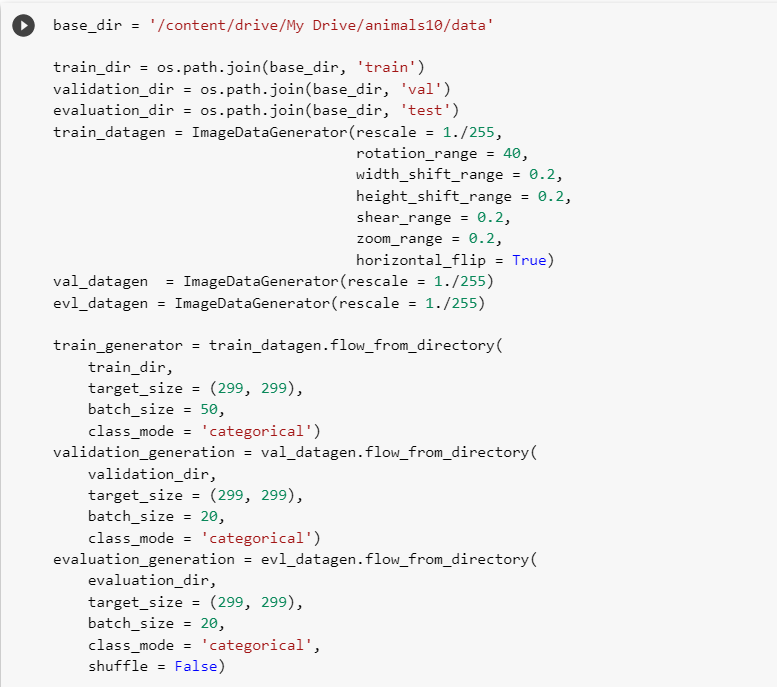 base_dir = '/content/drive/My Drive/animals10/data'
train_dir = os.path.join(base_dir, 'train')
validation_dir = os.path.join(base_dir, 'val')
evaluation_dir = os.path.join(base_dir, 'test')
train_datagen = ImageDataGenerator(rescale = 1./255,
                                   rotation_range = 40,
                                   width_shift_range = 0.2,
                                   height_shift_range = 0.2,
                                   shear_range = 0.2,
                                   zoom_range = 0.2,
                                   horizontal_flip = True)
val_datagen  = ImageDataGenerator(rescale = 1./255)
evl_datagen = ImageDataGenerator(rescale = 1./255)
train_generator = train_datagen.flow_from_directory(
    train_dir,
    target_size = (299, 299),
    batch_size = 50,
    class_mode = 'categorical')
validation_generation = val_datagen.flow_from_directory(
    validation_dir,
    target_size = (299, 299),
    batch_size = 20,
    class_mode = 'categorical')
evaluation_generation = evl_datagen.flow_from_directory(
    evaluation_dir,
    target_size = (299, 299),
    batch_size = 20,
    class_mode = 'categorical',
    shuffle = False)